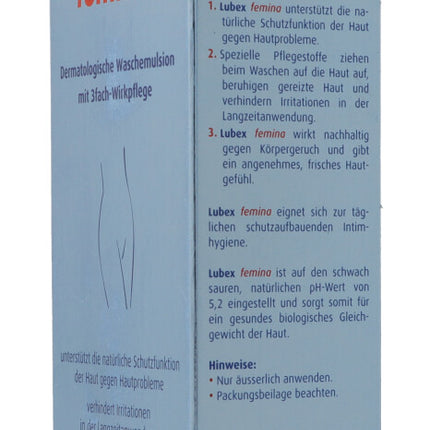 Dermatologische Waschemulsion
mit 3fach-Wirkpflege
unterstützt die natürliche Schutzfunktion
der Haut gegen Hautprobleme
verhindert Irritationen
1. Lubex femina unterstützt die na-
türliche Schutzfunktion der Haut
gegen Hautprobleme.
2. Spezielle Pflegestoffe ziehen
beim Waschen auf die Haut auf,
beruhigen gereizte Haut und
verhindern Irritationen in der
Langzeitanwendung.
3. Lubex femina wirkt nachhaltig
gegen Körpergeruch und gibt
ein angenehmes, frisches Haut-
gefühl.
Lubex femina eignet sich zur täg-
lichen schutzaufbauenden Intim-
hygiene.
Lubex femina ist auf den schwach
sauren, natürlichen pH-Wert von
5,2 eingestellt und sorgt somit für
ein gesundes biologisches Gleich-
gewicht der Haut.
Hinweise:
• Nur äusserlich anwenden.
• Packungsbeilage beachten.